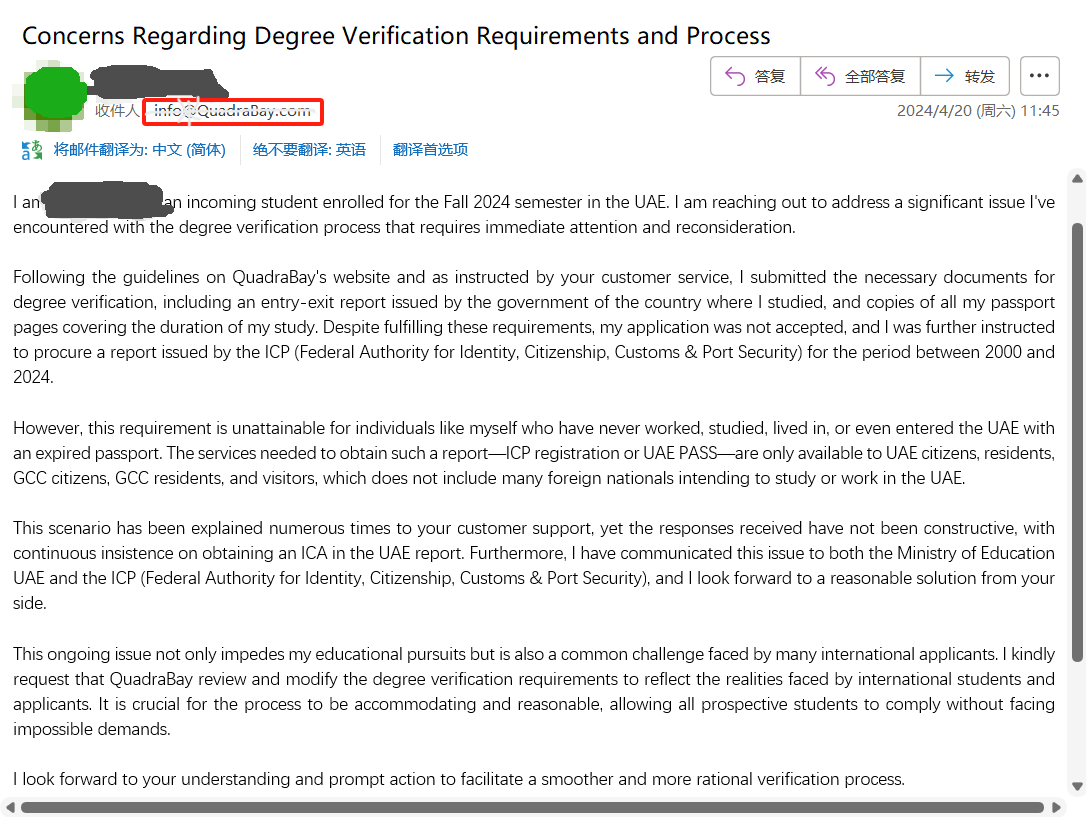 Concerns Regarding Degree Verification Requirements and Process
答复 全部答复 转发
收件人 info@QuadraBay.com
2024/4/20 (周六) 11:45
将邮件翻译为: 中文 (简体) 绝不要翻译: 英语 翻译首选项
I an an incoming student enrolled for the Fall 2024 semester in the UAE. I am reaching out to address a significant issue I've
encountered with the degree verification process that requires immediate attention and reconsideration.
Following the guidelines on QuadraBay's website and as instructed by your customer service, I submitted the necessary documents for
degree verification, including an entry-exit report issued by the government of the country where I studied, and copies of all my passport
pages covering the duration of my study. Despite fulfilling these requirements, my application was not accepted, and I was further instructed
to procure a report issued by the ICP (Federal Authority for Identity, Citizenship, Customs & Port Security) for the period between 2000 and
2024.
However, this requirement is unattainable for individuals like myself who have never worked, studied, lived in, or even entered the UAE with
an expired passport. The services needed to obtain such a report—ICP registration or UAE PASS—are only available to UAE citizens, residents,
GCC citizens, GCC residents, and visitors, which does not include many foreign nationals intending to study or work in the UAE.
This scenario has been explained numerous times to your customer support, yet the responses received have not been constructive, with
continuous insistence on obtaining an ICA in the UAE report. Furthermore, I have communicated this issue to both the Ministry of Education
UAE and the ICP (Federal Authority for Identity, Citizenship, Customs & Port Security), and I look forward to a reasonable solution from your
side.
This ongoing issue not only impedes my educational pursuits but is also a common challenge faced by many international applicants. I kindly
request that QuadraBay review and modify the degree verification requirements to reflect the realities faced by international students and
applicants. It is crucial for the process to be accommodating and reasonable, allowing all prospective students to comply without facing
impossible demands.
I look forward to your understanding and prompt action to facilitate a smoother and more rational verification process.